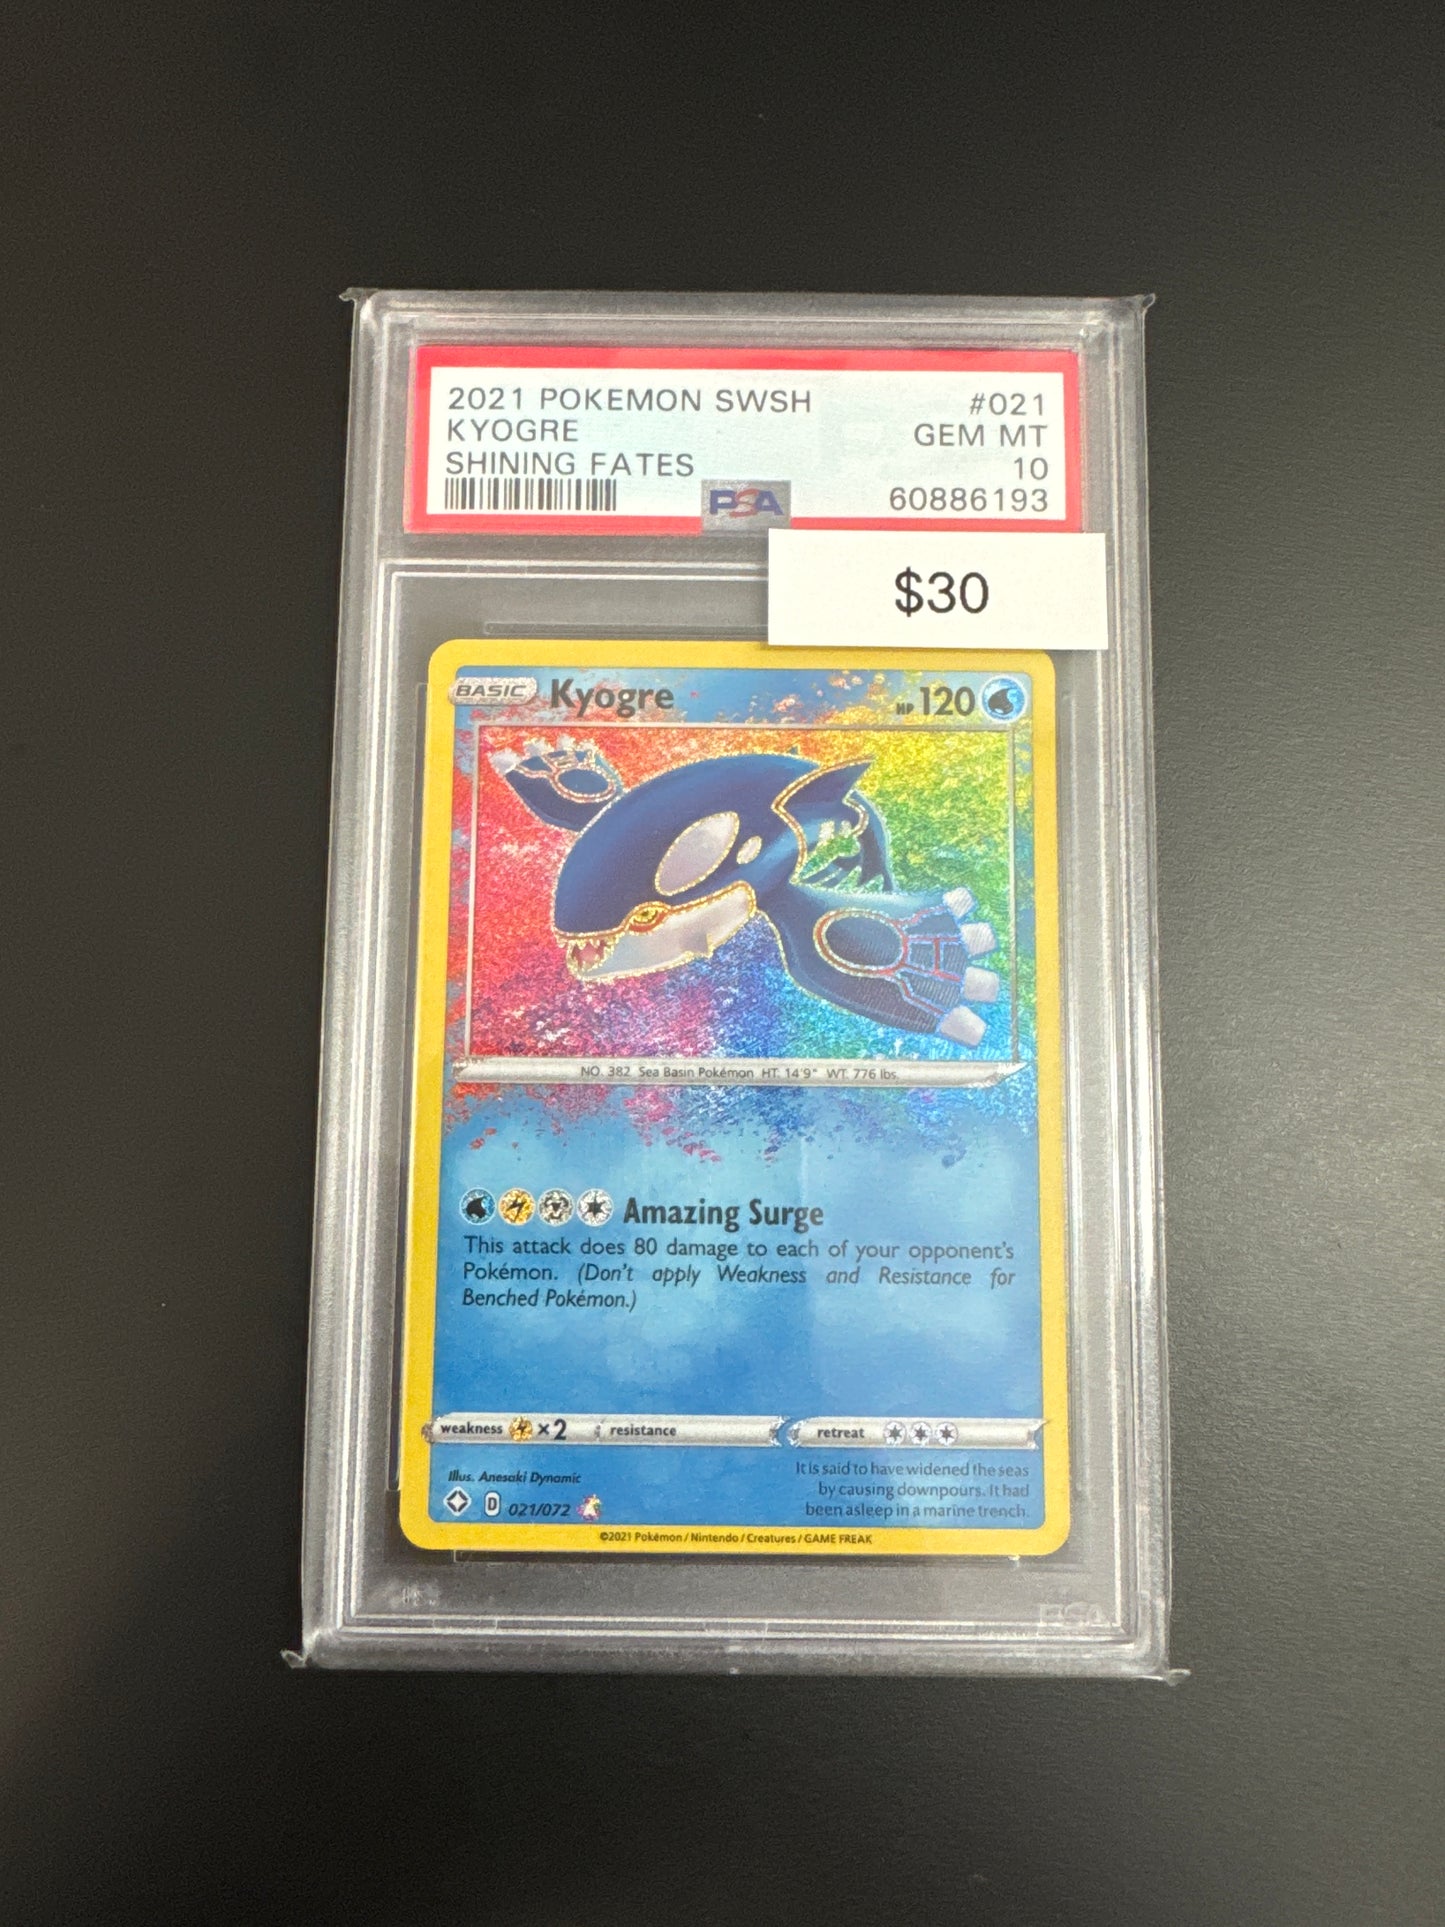 2021 POKEMON SWSH #021
KYOGRE GEM MT
SHINING FATES 10
PSA 60886193
$30
BASIC Kyogre HP 120
NO. 382 Sea Basin Pokémon HT: 14'9" WT: 776 lbs.
Amazing Surge
This attack does 80 damage to each of your opponent's
Pokémon. (Don't apply Weakness and Resistance for
Benched Pokémon.)
weakness ×2 resistance retreat
Illus. Anesaki Dynamic
D 021/072
It is said to have widened the seas
by causing downpours. It had
been asleep in a marine trench.
©2021 Pokémon / Nintendo / Creatures / GAME FREAK
PSA